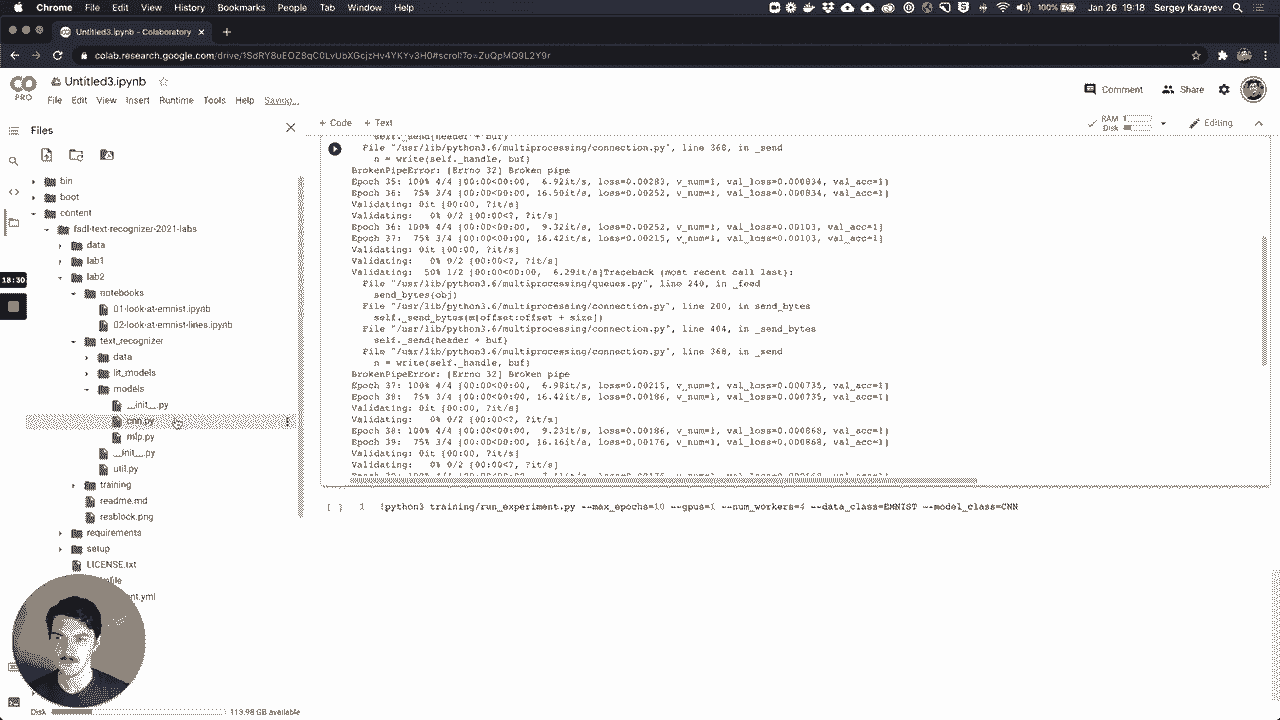 Chrome File Edit View History Bookmarks People Tab Window Help 100% Jan 26 19:18 Sergey Karayev
Untitled3.ipynb - Colaboratory
Untitled3.ipynb
PRO
File Edit View Insert Runtime Tools Help Saving...
Comment Share
Files
+ Code + Text
RAM
Disk
Editing
bin
boot
content
fsdl-text-recognizer-2021-labs
data
lab1
lab2
notebooks
01-look-at-emnist.ipynb
02-look-at-emnist-lines.ipynb
text_recognizer
data
lit_models
models
__init__.py
cnn.py
mlp.py
__init__.py
util.py
training
readme.md
resblock.png
requirements
setup
LICENSE.txt
18:30
Disk 113.98 GB available
self._send(header + buf)
File "/usr/lib/python3.6/multiprocessing/connection.py", line 368, in _send
n = write(self._handle, buf)
BrokenPipeError: [Errno 32] Broken pipe
Epoch 35: 100% 4/4 [00:00<00:00, 6.92it/s, loss=0.00283, v_num=1, val_loss=0.000834, val_acc=1]
Epoch 36: 75% 3/4 [00:00<00:00, 16.50it/s, loss=0.00252, v_num=1, val_loss=0.000834, val_acc=1]
Validating: 0it [00:00, ?it/s]
Validating: 0% 0/2 [00:00<?, ?it/s]
Epoch 36: 100% 4/4 [00:00<00:00, 9.32it/s, loss=0.00252, v_num=1, val_loss=0.00103, val_acc=1]
Epoch 37: 75% 3/4 [00:00<00:00, 16.42it/s, loss=0.00215, v_num=1, val_loss=0.00103, val_acc=1]
Validating: 0it [00:00, ?it/s]
Validating: 0% 0/2 [00:00<?, ?it/s]
Validating: 50% 1/2 [00:00<00:00, 6.29it/s]Traceback (most recent call last):
File "/usr/lib/python3.6/multiprocessing/queues.py", line 240, in _feed
send_bytes(obj)
File "/usr/lib/python3.6/multiprocessing/connection.py", line 200, in send_bytes
self._send_bytes(m[offset:offset + size])
File "/usr/lib/python3.6/multiprocessing/connection.py", line 404, in _send_bytes
self._send(header + buf)
File "/usr/lib/python3.6/multiprocessing/connection.py", line 368, in _send
n = write(self._handle, buf)
BrokenPipeError: [Errno 32] Broken pipe
Epoch 37: 100% 4/4 [00:00<00:00, 6.98it/s, loss=0.00215, v_num=1, val_loss=0.000735, val_acc=1]
Epoch 38: 75% 3/4 [00:00<00:00, 16.42it/s, loss=0.00186, v_num=1, val_loss=0.000735, val_acc=1]
Validating: 0it [00:00, ?it/s]
Validating: 0% 0/2 [00:00<?, ?it/s]
Epoch 38: 100% 4/4 [00:00<00:00, 9.23it/s, loss=0.00186, v_num=1, val_loss=0.000868, val_acc=1]
Epoch 39: 75% 3/4 [00:00<00:00, 16.16it/s, loss=0.00176, v_num=1, val_loss=0.000868, val_acc=1]
Validating: 0it [00:00, ?it/s]
Validating: 0% 0/2 [00:00<?, ?it/s]
[ ] 1 !python3 training/run_experiment.py --max_epochs=10 --gpus=1 --num_workers=4 --data_class=EMNIST --model_class=CNN